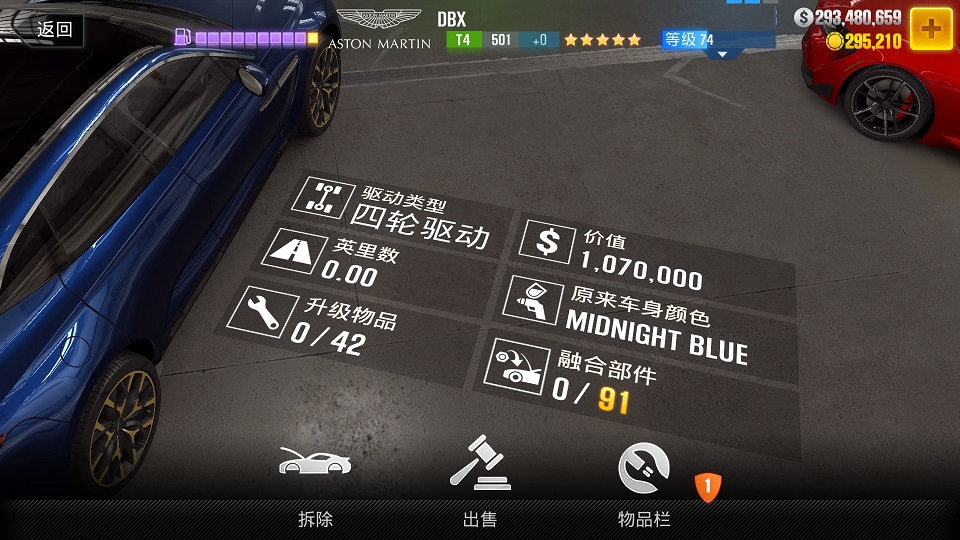 返回
ASTON MARTIN
ASTON MARTIN
DBX
T4 501 +0
等级 74
293,480,659
295,210
驱动类型
四轮驱动
英里数
0.00
升级物品
0/42
$
价值
1,070,000
原来车身颜色
MIDNIGHT BLUE
融合部件
0/91
拆除
出售
物品栏
1